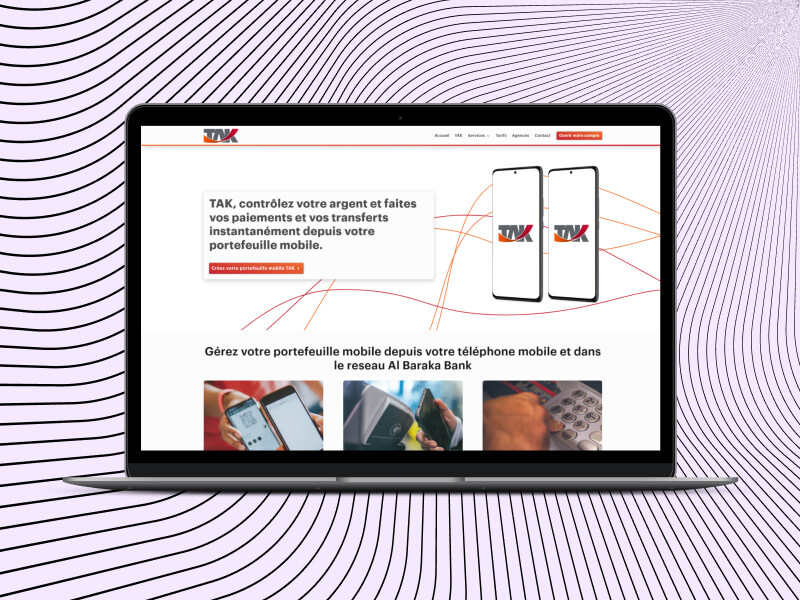 TAK
Accueil TAK Services Tarifs Agences Contact Ouvrir votre compte
TAK, contrôlez votre argent et faites
vos paiements et vos transferts
instantanément depuis votre
portefeuille mobile.
Créez votre portefeuille mobile TAK
TAK TAK
Gérez votre portefeuille mobile depuis votre téléphone mobile et dans
le reseau Al Baraka Bank